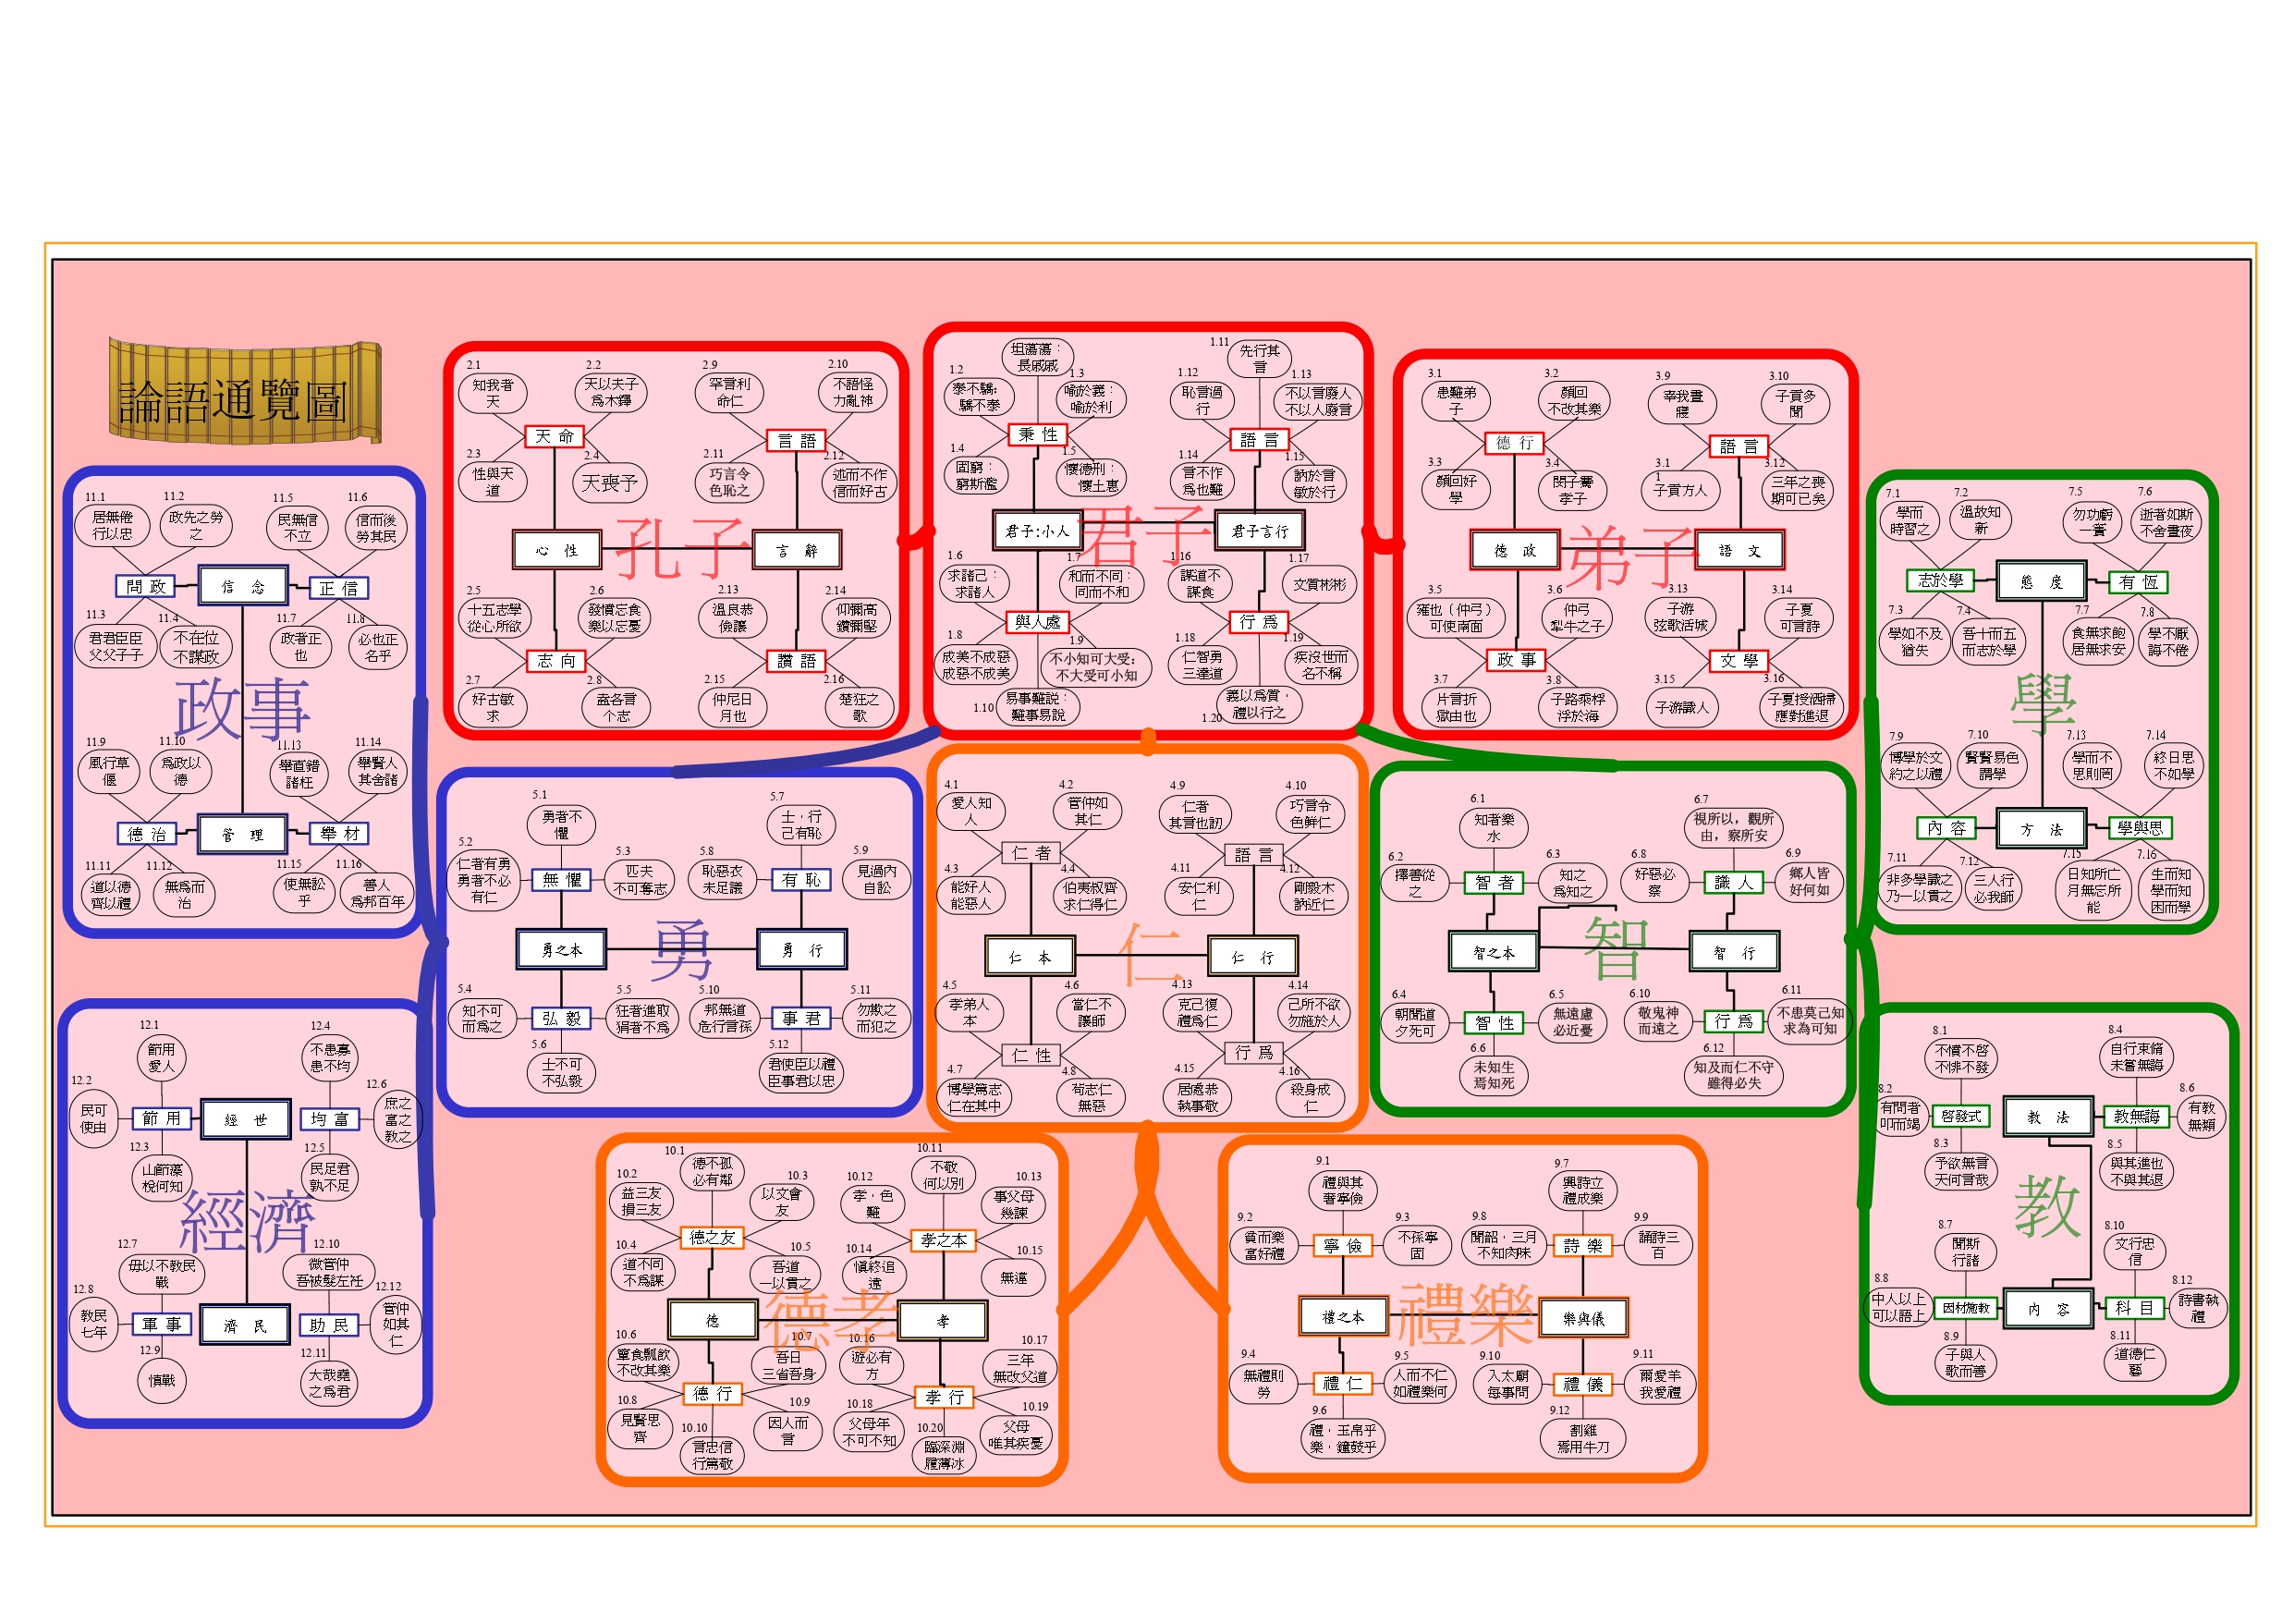 論語通覽圖
孔子
2.1
知我者
天
2.2
天以夫子
爲木鐸
天命
2.3
性與天
道
2.4
天喪予
心性
2.5
十五志學
從心所欲
2.6
發憤忘食
樂以忘憂
志向
2.7
好古敏
求
2.8
盍各言
个志
2.9
罕言利
命仁
2.10
不語怪
力亂神
言語
2.11
巧言令
色恥之
2.12
述而不作
信而好古
言辭
2.13
溫良恭
儉讓
2.14
仰彌高
鑽彌堅
讚語
2.15
仲尼日
月也
2.16
楚狂之
歌
君子
坦蕩蕩：
長戚戚
1.2
泰不驕；
驕不泰
1.3
喻於義：
喻於利
秉性
1.4
固窮：
窮斯濫
1.5
懷德刑：
懷土惠
君子:小人
1.6
求諸己：
求諸人
1.7
和而不同：
同而不和
與人處
1.8
成美不成惡
成惡不成美
1.9
不小知可大受；
不大受可小知
1.10
易事難説：
難事易説
1.11
先行其
言
1.12
恥言過
行
1.13
不以言廢人
不以人廢言
語言
1.14
言不怍
爲也難
1.15
訥於言
敏於行
君子言行
1.16
謀道不
謀食
1.17
文質彬彬
行爲
1.18
仁智勇
三達道
1.19
疾沒世而
名不稱
1.20
義以爲質，
禮以行之
弟子
3.1
患難弟
子
3.2
顏回
不改其樂
德行
3.3
顏回好
學
3.4
閔子騫
孝子
德政
3.5
雍也（仲弓）
可使南面
3.6
仲弓
犁牛之子
政事
3.7
片言折
獄由也
3.8
子路乘桴
浮於海
3.9
宰我晝
寢
3.10
子貢多
聞
語言
3.1
1
子貢方人
3.12
三年之喪
期可已矣
語文
3.13
子游
弦歌活城
3.14
子夏
可言詩
文學
3.15
子游識人
3.16
子夏授洒掃
應對進退
政事
11.1
居無倦
行以忠
11.2
政先之勞
之
問政
11.3
君君臣臣
父父子子
11.4
不在位
不謀政
信念
11.5
民無信
不立
11.6
信而後
勞其民
正信
11.7
政者正
也
11.8
必也正
名乎
11.9
風行草
偃
11.10
爲政以
德
德治
11.11
道以德
齊以禮
11.12
無爲而
治
管理
11.13
舉直錯
諸枉
11.14
舉賢人
其舍諸
舉材
11.15
使無訟
乎
11.16
善人
爲邦百年
經濟
12.1
節用
愛人
12.2
民可
使由
節用
12.3
山節藻
梲何知
經世
12.4
不患寡
患不均
均富
12.5
民足君
孰不足
12.6
庶之
富之
教之
12.7
毋以不教民
戰
12.8
教民
七年
軍事
12.9
慎戰
濟民
12.10
微管仲
吾被髮左衽
助民
12.11
大哉堯
之爲君
12.12
管仲
如其
仁
勇
5.1
勇者不
懼
5.2
仁者有勇
勇者不必
有仁
無懼
5.3
匹夫
不可奪志
勇之本
5.4
知不可
而爲之
弘毅
5.5
狂者進取
狷者不爲
5.6
士不可
不弘毅
5.7
士，行
己有恥
5.8
恥惡衣
未足議
有恥
5.9
見過內
自訟
勇行
5.10
邦無道
危行言孫
事君
5.11
勿欺之
而犯之
5.12
君使臣以禮
臣事君以忠
仁
4.1
愛人知
人
4.2
管仲如
其仁
仁者
4.3
能好人
能惡人
4.4
伯夷叔齊
求仁得仁
仁本
4.5
孝弟人
本
4.6
當仁不
讓師
仁性
4.7
博學篤志
仁在其中
4.8
苟志仁
無惡
4.9
仁者
其言也訒
4.10
巧言令
色鮮仁
語言
4.11
安仁利
仁
4.12
剛毅木
訥近仁
仁行
4.13
克己復
禮爲仁
4.14
己所不欲
勿施於人
行爲
4.15
居處恭
執事敬
4.16
殺身成
仁
智
6.1
知者樂
水
6.2
擇善從
之
智者
6.3
知之
爲知之
智之本
6.4
朝聞道
夕死可
智性
6.5
無遠慮
必近憂
6.6
未知生
焉知死
6.7
視所以，觀所
由，察所安
6.8
好惡必
察
識人
6.9
鄉人皆
好何如
智行
6.10
敬鬼神
而遠之
行爲
6.11
不患莫己知
求為可知
6.12
知及而仁不守
雖得必失
學
7.1
學而
時習之
7.2
溫故知
新
志於學
7.3
學如不及
猶失
7.4
吾十而五
而志於學
態度
7.5
勿功虧
一簣
7.6
逝者如斯
不舍晝夜
有恆
7.7
食無求飽
居無求安
7.8
學不厭
誨不倦
7.9
博學於文
約之以禮
7.10
賢賢易色
謂學
內容
7.11
非多學識之
乃一以貫之
7.12
三人行
必我師
方法
7.13
學而不
思則罔
7.14
終日思
不如學
學與思
7.15
日知所亡
月無忘所
能
7.16
生而知
學而知
困而學
教
8.1
不憤不啓
不悱不發
8.2
有問者
叩而竭
啓發式
8.3
予欲無言
天何言哉
教法
8.4
自行束脩
未嘗無誨
教無誨
8.5
與其進也
不與其退
8.6
有教
無類
8.7
聞斯
行諸
8.8
中人以上
可以語上
因材施教
8.9
子與人
歌而善
內容
8.10
文行忠
信
科目
8.11
道德仁
藝
8.12
詩書執
禮
德孝
10.1
德不孤
必有鄰
10.2
益三友
損三友
10.3
以文會
友
德之友
10.4
道不同
不爲謀
10.5
吾道
一以貫之
德
10.6
簞食瓢飲
不改其樂
10.7
吾日
三省吾身
德行
10.8
見賢思
齊
10.9
因人而
言
10.10
言忠信
行篤敬
10.11
不敬
何以別
10.12
孝，色
難
10.13
事父母
幾諫
孝之本
10.14
愼終追
遠
10.15
無違
孝
10.16
遊必有
方
10.17
三年
無改父道
孝行
10.18
父母年
不可不知
10.19
父母
唯其疾憂
10.20
臨深淵
履薄冰
禮樂
9.1
禮與其
奢寧儉
9.2
貧而樂
富好禮
寧儉
9.3
不孫寧
固
禮之本
9.4
無禮則
勞
禮仁
9.5
人而不仁
如禮樂何
9.6
禮，玉帛乎
樂，鐘鼓乎
9.7
興詩立
禮成樂
9.8
聞韶，三月
不知肉味
詩樂
9.9
誦詩三
百
樂與儀
9.10
入太廟
每事問
禮儀
9.11
爾愛羊
我愛禮
9.12
割雞
焉用牛刀